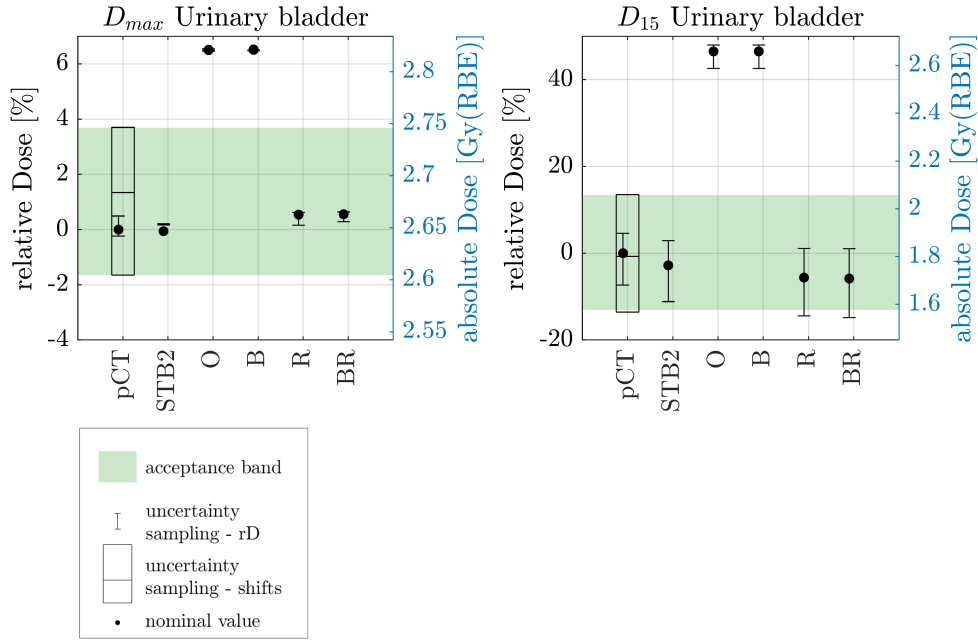 D_max Urinary bladder
relative Dose [%]
6
4
2
0
-2
-4
2.8
2.75
2.7
2.65
2.6
2.55
absolute Dose [Gy(RBE)]
pCT
STB2
O
B
R
BR
D_15 Urinary bladder
relative Dose [%]
40
20
0
-20
2.6
2.4
2.2
2
1.8
1.6
absolute Dose [Gy(RBE)]
pCT
STB2
O
B
R
BR
acceptance band
uncertainty
sampling - rD
uncertainty
sampling - shifts
nominal value